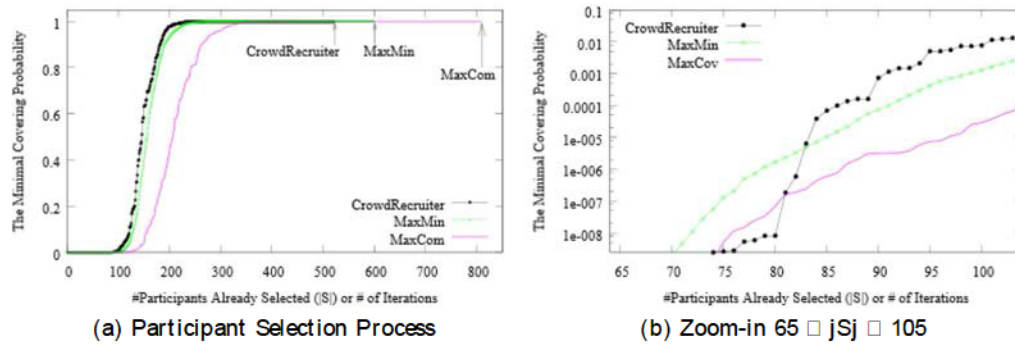 The Minimal Covering Probability
1
0.8
0.6
0.4
0.2
0
CrowdRecruiter
MaxMin
MaxCom
CrowdRecruiter
MaxMin
MaxCom
0 100 200 300 400 500 600 700 800
#Participants Already Selected (|S|) or # of Iterations
(a) Participant Selection Process
The Minimal Covering Probability
0.1
0.01
0.001
0.0001
1e-005
1e-006
1e-007
1e-008
CrowdRecruiter
MaxMin
MaxCov
65 70 75 80 85 90 95 100
#Participants Already Selected (|S|) or # of Iterations
(b) Zoom-in 65 □ jSj □ 105